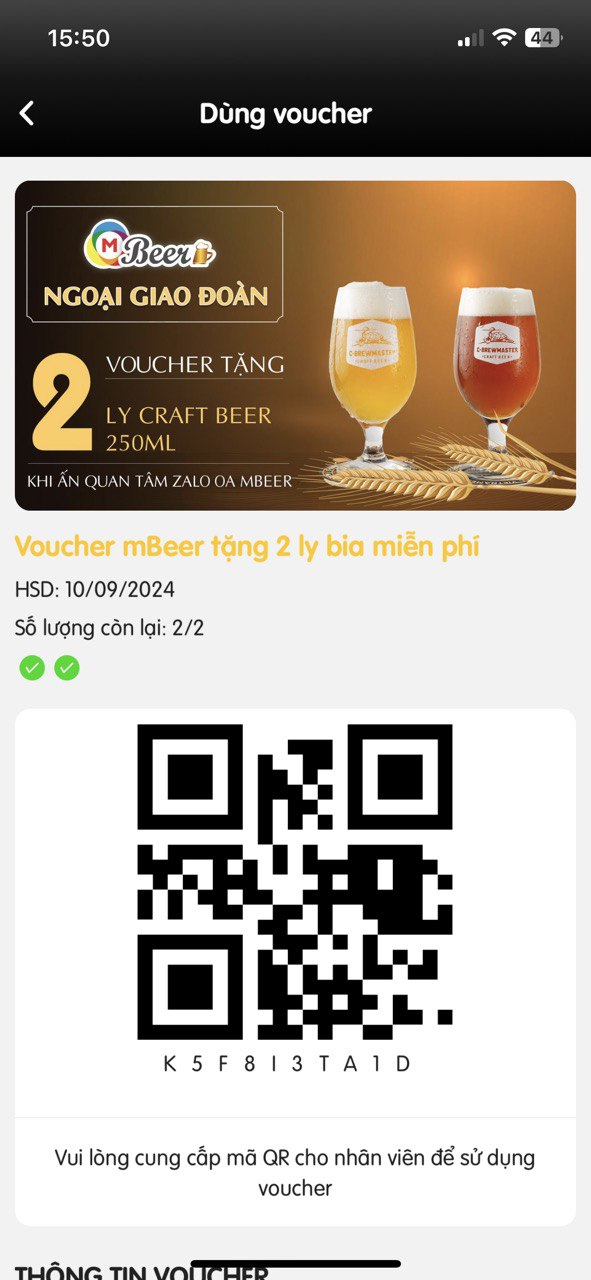 15:50
44
Dùng voucher
M Beer
NGOẠI GIAO ĐOÀN
VOUCHER TẶNG
2
LY CRAFT BEER
250ML
KHI ẤN QUAN TÂM ZALO OA MBEER
C-BREWMASTER
CRAFT BEER
C-BREWMASTER
CRAFT BEER
Voucher mBeer tặng 2 ly bia miễn phí
HSD: 10/09/2024
Số lượng còn lại: 2/2
K5F8I3TA1D
Vui lòng cung cấp mã QR cho nhân viên để sử dụng
voucher
THÔNG TIN VOUCHER